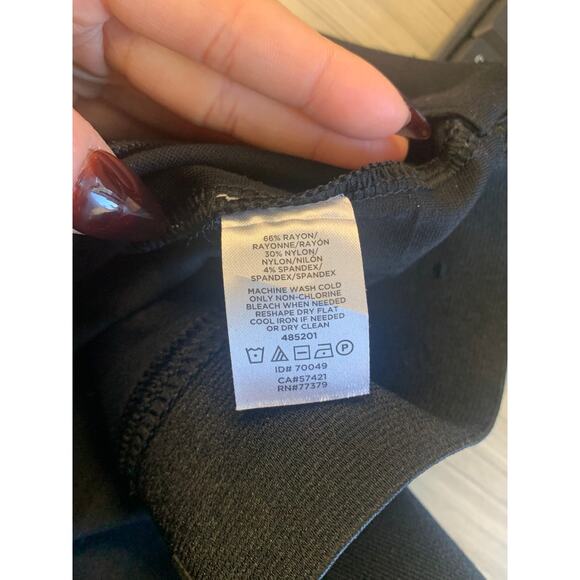 66% RAYON/
RAYONNE/RAYÓN
30% NYLON/
NYLON/NILÓN
4% SPANDEX/
SPANDEX/SPANDEX
MACHINE WASH COLD
ONLY NON-CHLORINE
BLEACH WHEN NEEDED
RESHAPE DRY FLAT
COOL IRON IF NEEDED
OR DRY CLEAN
485201
P
ID# 70049
CA#57421
RN#77379